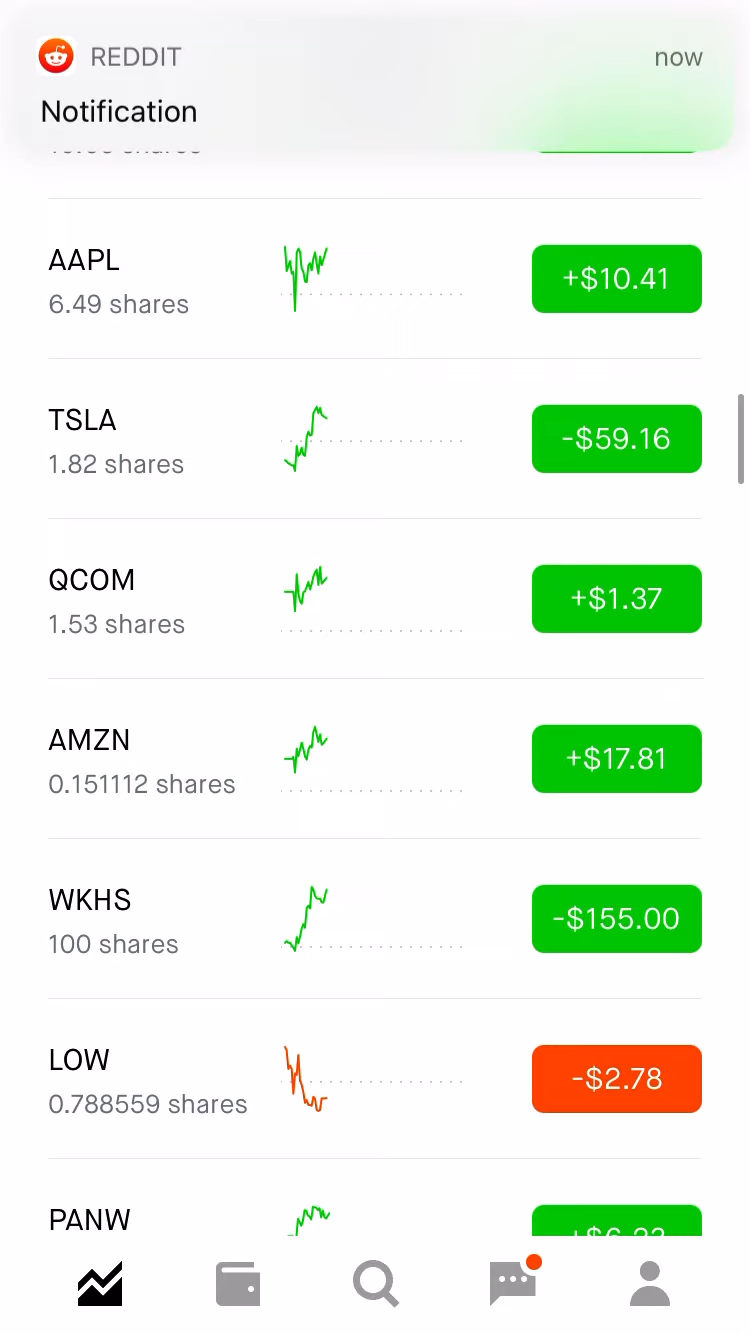 REDDIT now
Notification
AAPL
6.49 shares
+$10.41
TSLA
1.82 shares
-$59.16
QCOM
1.53 shares
+$1.37
AMZN
0.151112 shares
+$17.81
WKHS
100 shares
-$155.00
LOW
0.788559 shares
-$2.78
PANW